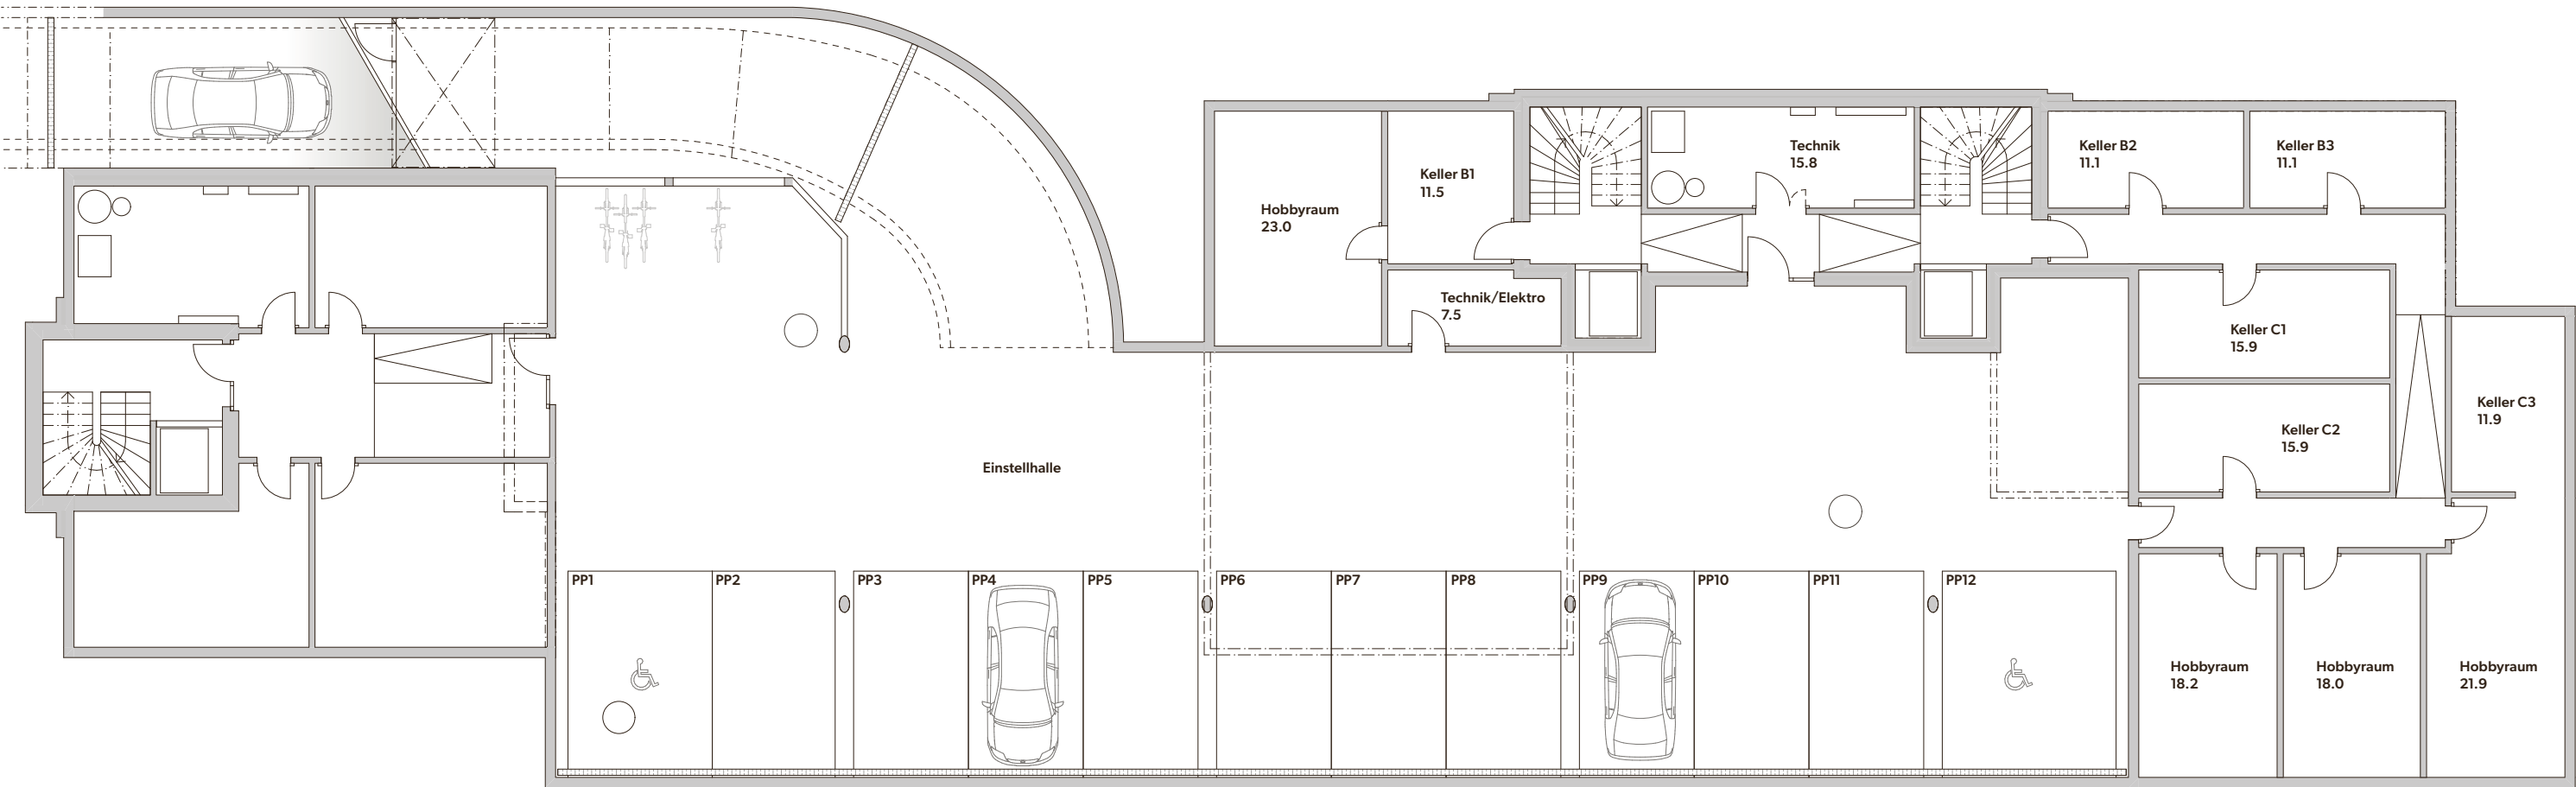 Technik
15.8
Keller B2
11.1
Keller B3
11.1
Keller B1
11.5
Hobbyraum
23.0
Technik/Elektro
7.5
Keller C1
15.9
Keller C3
11.9
Keller C2
15.9
Einstellhalle
PP1
PP2
PP3
PP4
PP5
PP6
PP7
PP8
PP9
PP10
PP11
PP12
Hobbyraum
18.2
Hobbyraum
18.0
Hobbyraum
21.9